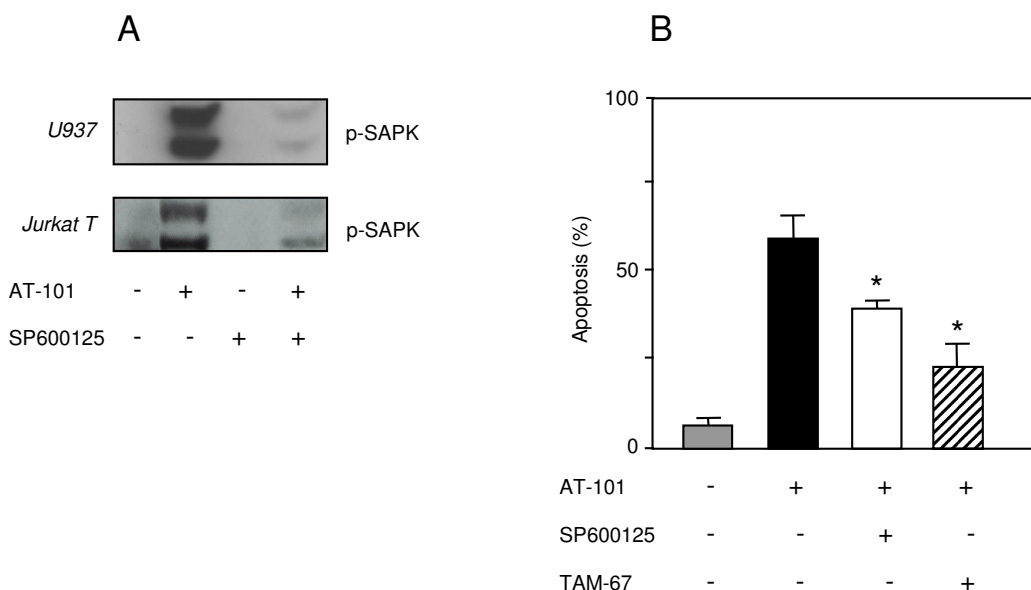 A
U937
p-SAPK
Jurkat T
p-SAPK
AT-101 - + - +
SP600125 - - + +
B
100
50
0
Apoptosis (%)
*
*
AT-101 - + + +
SP600125 - - + -
TAM-67 - - - +